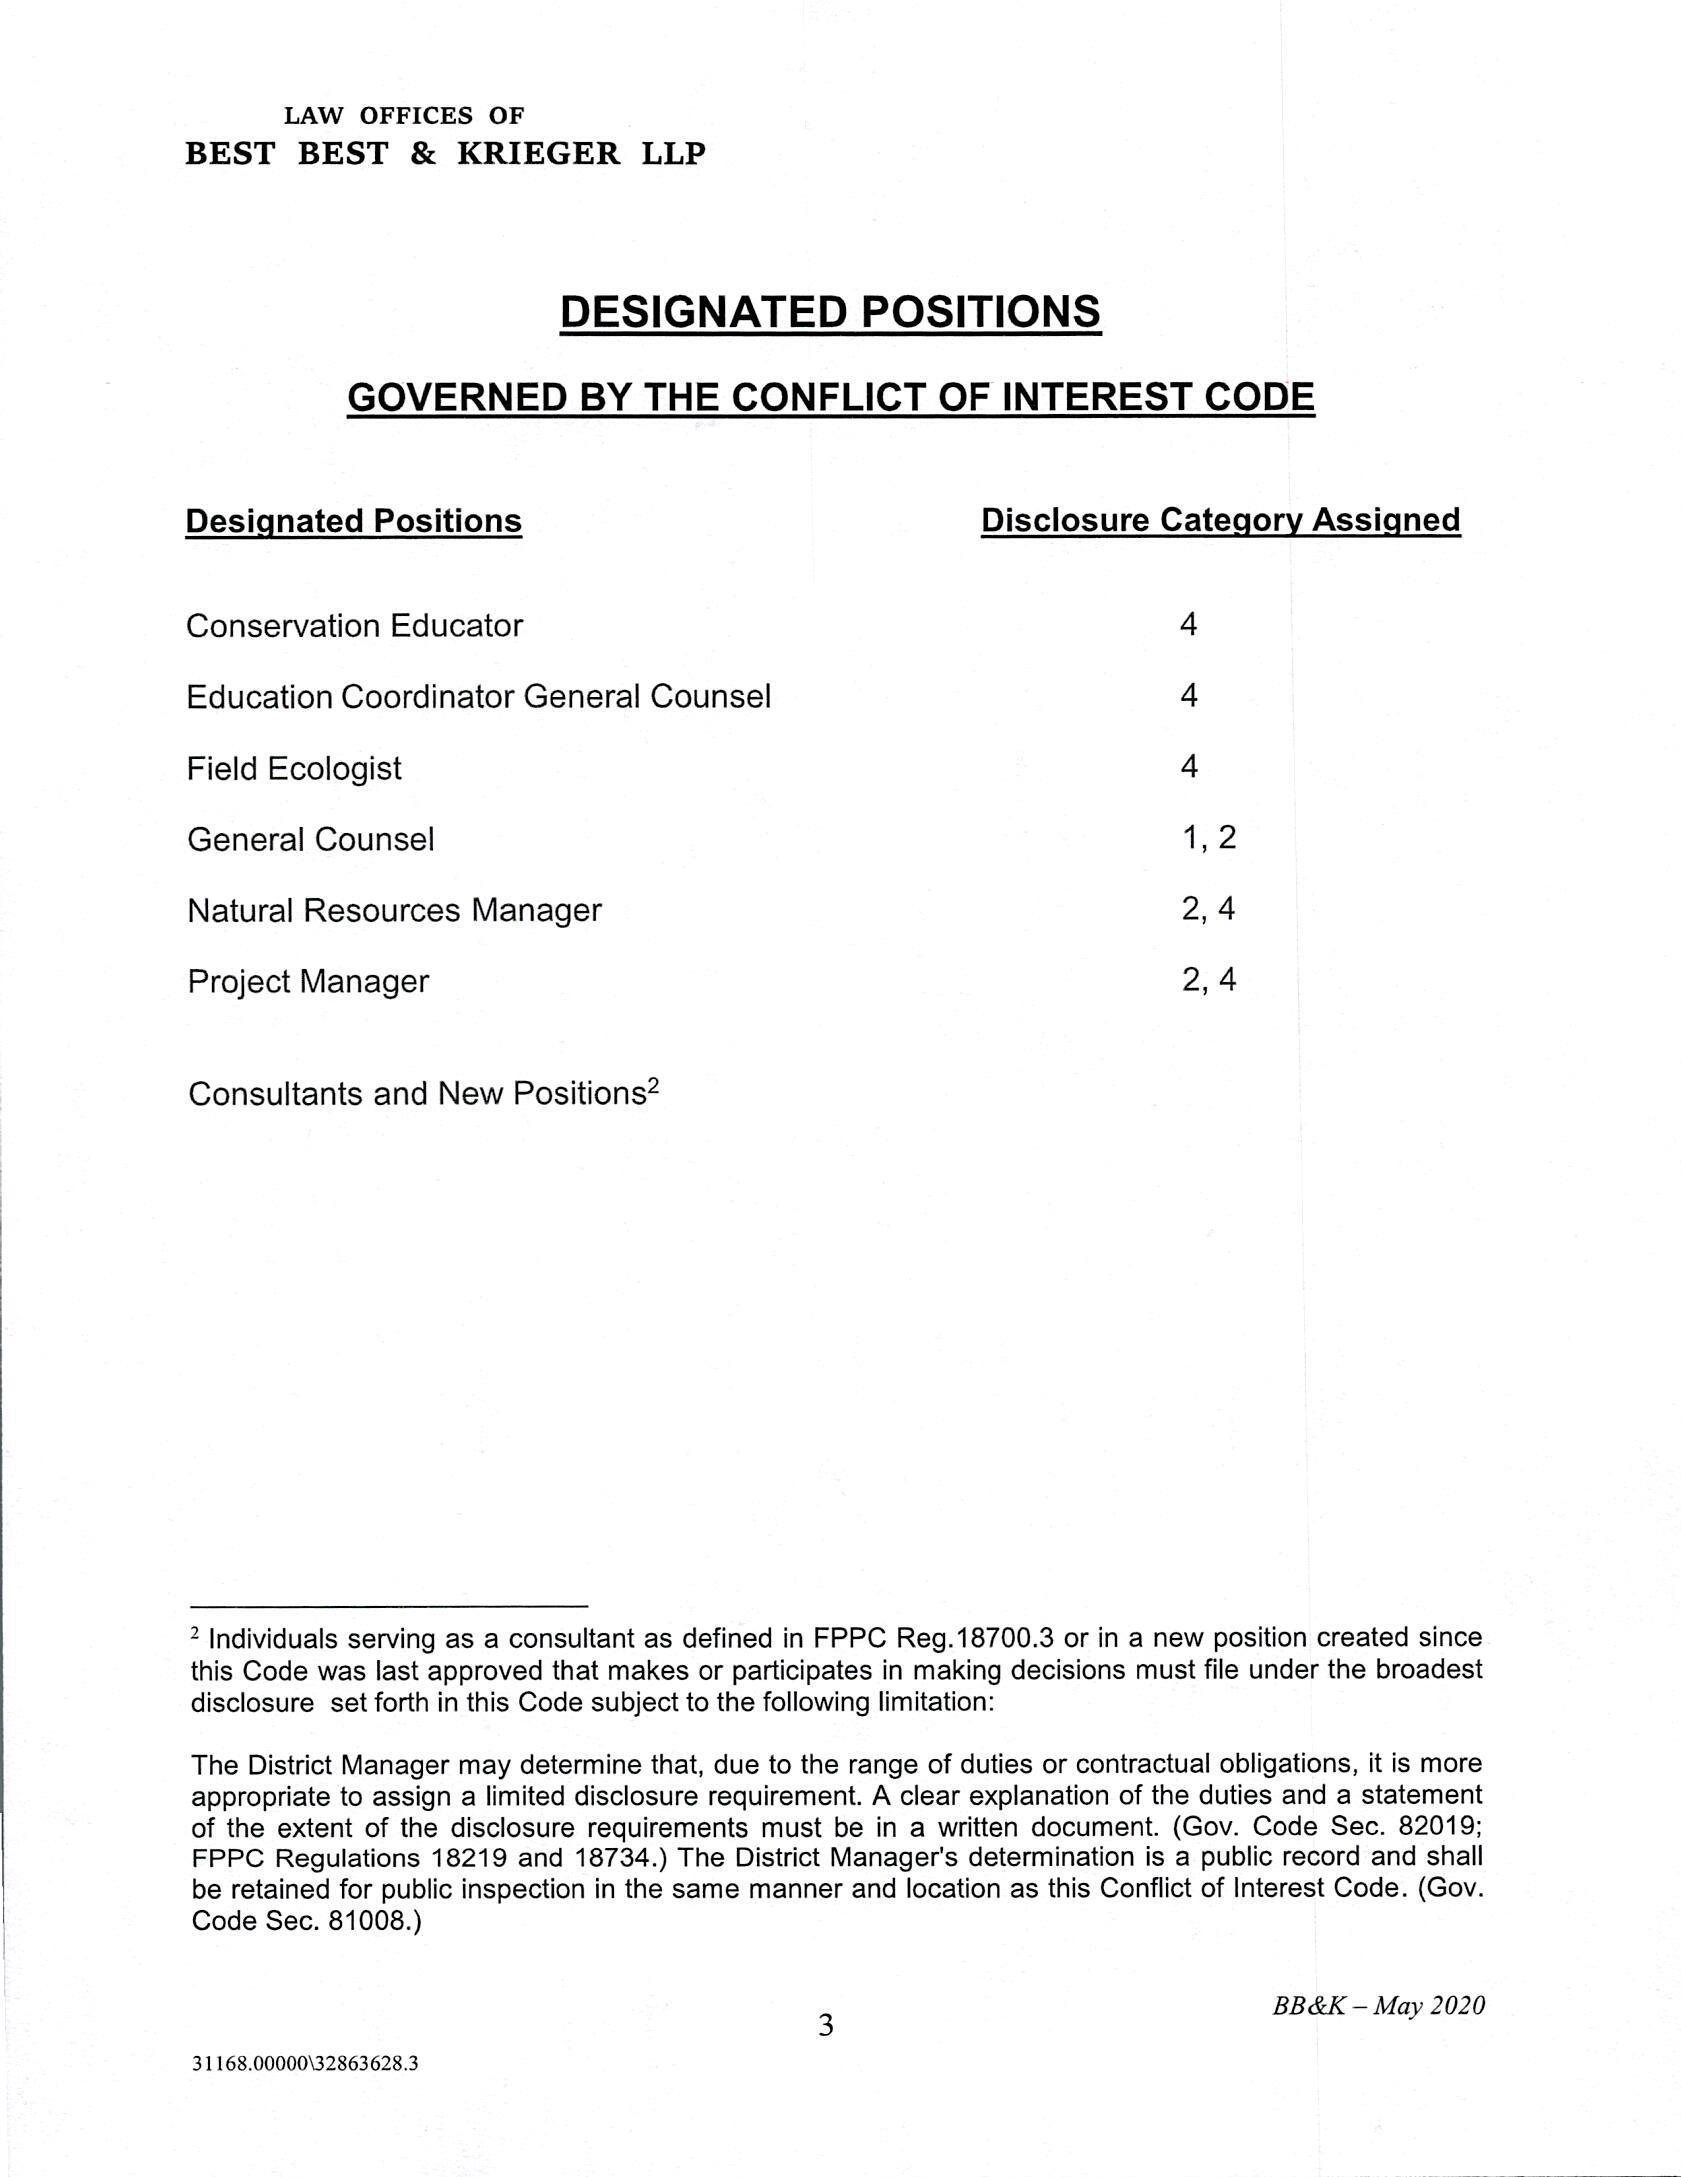 LAW OFFICES OF
BEST BEST & KRIEGER LLP
DESIGNATED POSITIONS
GOVERNED BY THE CONFLICT OF INTEREST CODE
Designated Positions Disclosure Category Assigned
Conservation Educator 4
Education Coordinator General Counsel 4
Field Ecologist 4
General Counsel 1, 2
Natural Resources Manager 2, 4
Project Manager 2, 4
Consultants and New Positions²
² Individuals serving as a consultant as defined in FPPC Reg.18700.3 or in a new position created since
this Code was last approved that makes or participates in making decisions must file under the broadest
disclosure set forth in this Code subject to the following limitation:
The District Manager may determine that, due to the range of duties or contractual obligations, it is more
appropriate to assign a limited disclosure requirement. A clear explanation of the duties and a statement
of the extent of the disclosure requirements must be in a written document. (Gov. Code Sec. 82019;
FPPC Regulations 18219 and 18734.) The District Manager's determination is a public record and shall
be retained for public inspection in the same manner and location as this Conflict of Interest Code. (Gov.
Code Sec. 81008.)
BB&K – May 2020
3
31168.00000\32863628.3